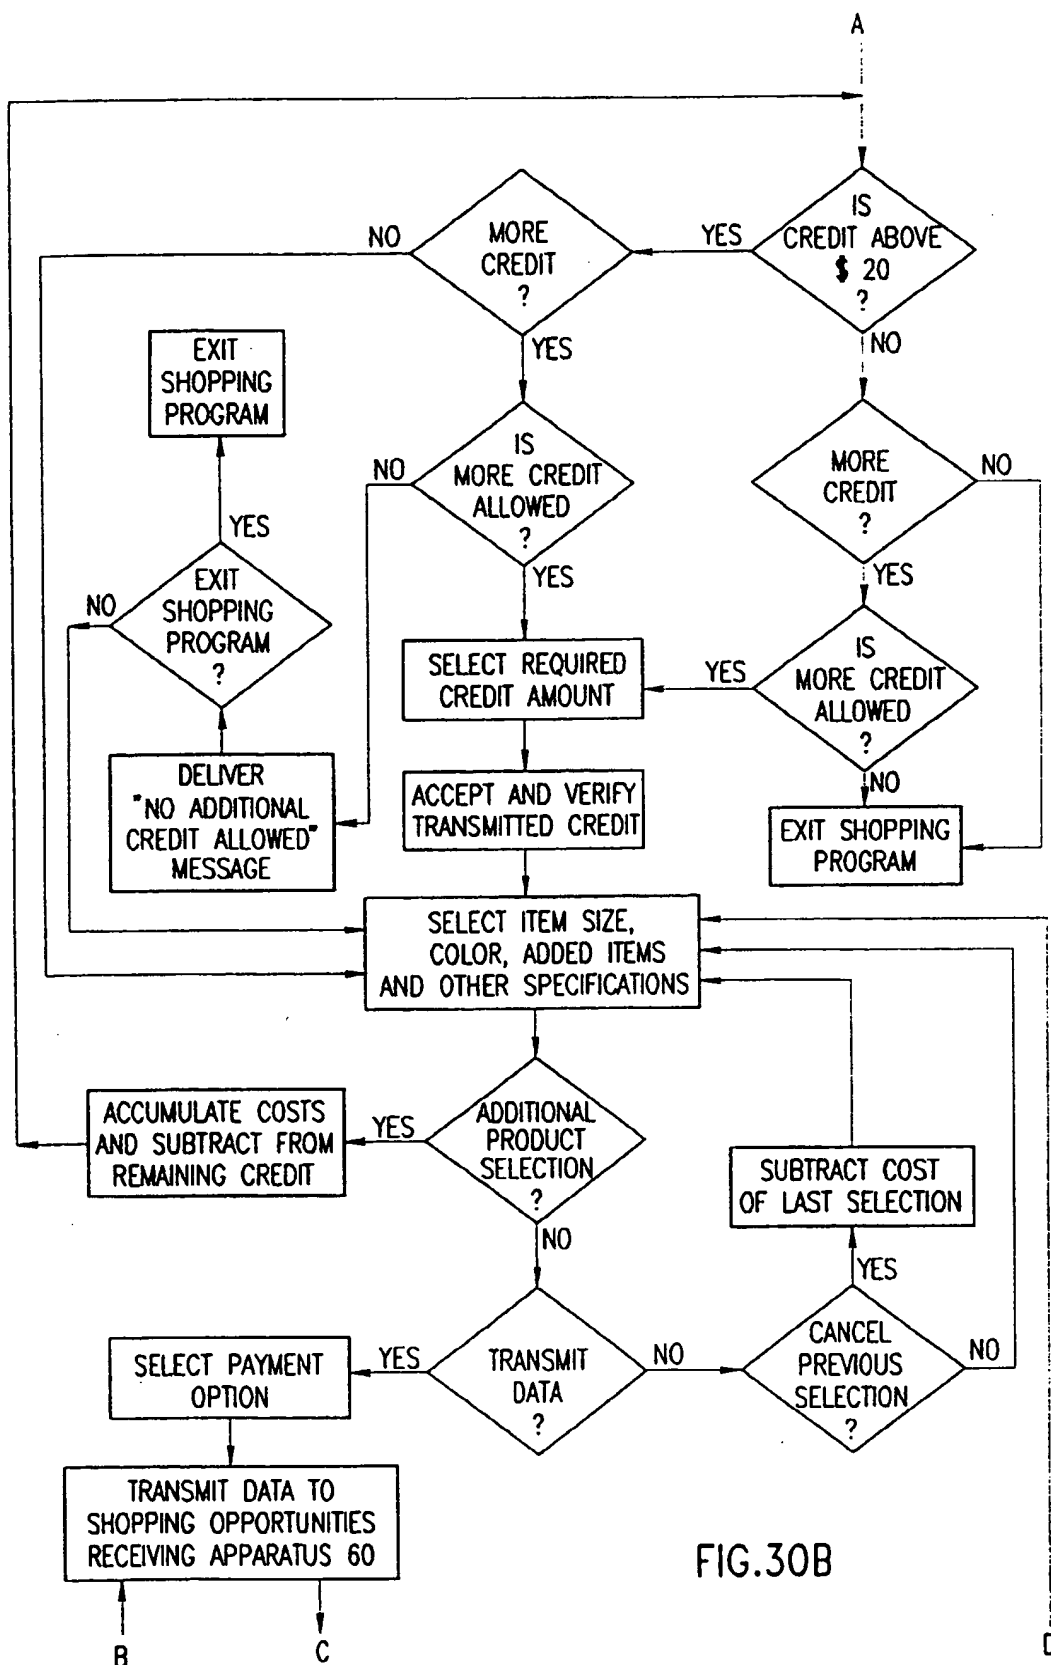 A
IS
CREDIT ABOVE
$ 20
?
YES
NO
MORE
CREDIT
?
NO
YES
EXIT
SHOPPING
PROGRAM
IS
MORE CREDIT
ALLOWED
?
NO
YES
MORE
CREDIT
?
NO
YES
YES
EXIT
SHOPPING
PROGRAM
?
NO
SELECT REQUIRED
CREDIT AMOUNT
YES
IS
MORE CREDIT
ALLOWED
?
NO
DELIVER
"NO ADDITIONAL
CREDIT ALLOWED"
MESSAGE
ACCEPT AND VERIFY
TRANSMITTED CREDIT
EXIT SHOPPING
PROGRAM
SELECT ITEM SIZE,
COLOR, ADDED ITEMS
AND OTHER SPECIFICATIONS
ACCUMULATE COSTS
AND SUBTRACT FROM
REMAINING CREDIT
YES
ADDITIONAL
PRODUCT
SELECTION
?
NO
SUBTRACT COST
OF LAST SELECTION
YES
SELECT PAYMENT
OPTION
YES
TRANSMIT
DATA
?
NO
CANCEL
PREVIOUS
SELECTION
?
NO
TRANSMIT DATA TO
SHOPPING OPPORTUNITIES
RECEIVING APPARATUS 60
FIG.30B
B
C